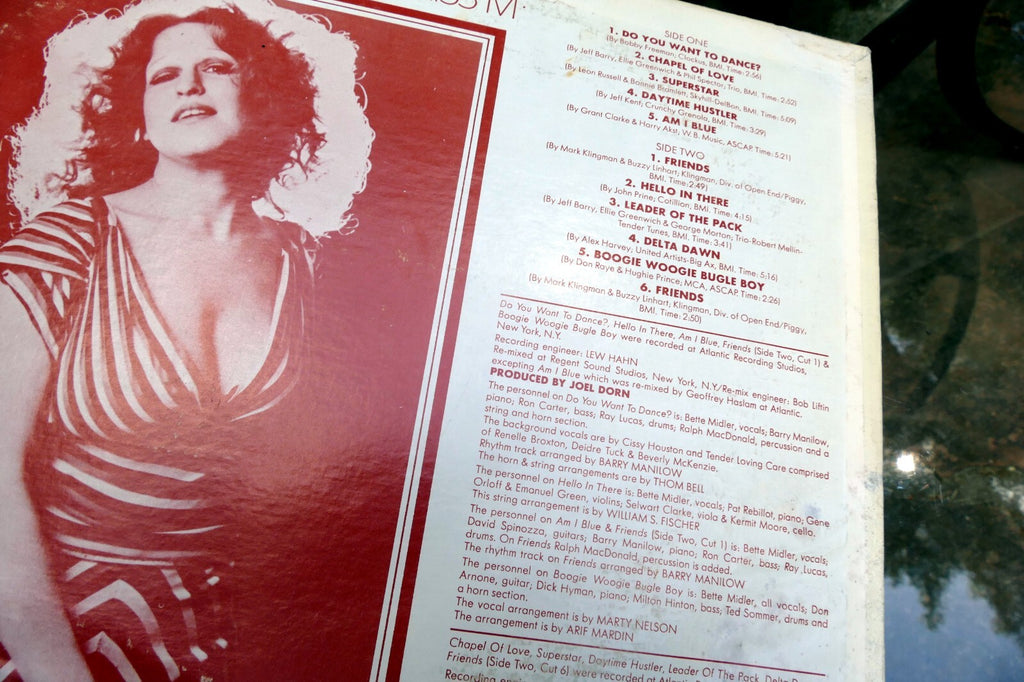 SS M
SIDE ONE
1. DO YOU WANT TO DANCE?
(By Bobby Freeman, Clockus, BMI. Time: 2:56)
2. CHAPEL OF LOVE
(By Jeff Barry, Ellie Greenwich & Phil Spector, Trio, BMI. Time: 2:52)
3. SUPERSTAR
(By Leon Russell & Bonnie Bramlett, Skyhill-DelBon, BMI. Time: 5:09)
4. DAYTIME HUSTLER
(By Jeff Kent, Crunchy Granola, BMI. Time: 3:29)
5. AM I BLUE
(By Grant Clarke & Harry Akst, W. B. Music, ASCAP. Time: 5:21)
SIDE TWO
1. FRIENDS
(By Mark Klingman & Buzzy Linhart, Klingman, Div. of Open End/Piggy,
BMI. Time: 2:49)
2. HELLO IN THERE
(By John Prine; Cotillion, BMI. Time: 4:15)
3. LEADER OF THE PACK
(By Jeff Barry, Ellie Greenwich & George Morton; Trio-Robert Mellin-
Tender Tunes, BMI. Time: 3:41)
4. DELTA DAWN
(By Alex Harvey; United Artists-Big Ax, BMI. Time: 5:16)
5. BOOGIE WOOGIE BUGLE BOY
(By Don Raye & Hughie Prince; MCA, ASCAP. Time: 2:26)
6. FRIENDS
(By Mark Klingman & Buzzy Linhart, Klingman, Div. of Open End/Piggy,
BMI, Time: 2:50)
Do You Want To Dance?, Hello In There, Am I Blue, Friends (Side Two, Cut 1) &
Boogie Woogie Bugle Boy were recorded at Atlantic Recording Studios,
New York, N.Y.
Recording engineer: LEW HAHN
Re-mixed at Regent Sound Studios, New York, N.Y./Re-mix engineer: Bob Liftin
excepting Am I Blue which was re-mixed by Geoffrey Haslam at Atlantic.
PRODUCED BY JOEL DORN
The personnel on Do You Want To Dance? is: Bette Midler, vocals; Barry Manilow,
piano; Ron Carter, bass; Ray Lucas, drums; Ralph MacDonald, percussion and a
string and horn section.
The background vocals are by Cissy Houston and Tender Loving Care comprised
of Renelle Broxton, Deidre Tuck & Beverly McKenzie.
Rhythm track arranged by BARRY MANILOW
The horn & string arrangements are by THOM BELL
The personnel on Hello In There is: Bette Midler, vocals; Pat Rebillot, piano; Gene
Orloff & Emanuel Green, violins; Selwart Clarke, viola & Kermit Moore, cello.
This string arrangement is by WILLIAM S. FISCHER
The personnel on Am I Blue & Friends (Side Two, Cut 1) is: Bette Midler, vocals;
David Spinozza, guitars; Barry Manilow, piano; Ron Carter, bass; Ray Lucas,
drums. On Friends Ralph MacDonald, percussion, is added.
The rhythm track on Friends arranged by BARRY MANILOW
The personnel on Boogie Woogie Bugle Boy is: Bette Midler, all vocals; Don
Arnone, guitar; Dick Hyman, piano; Milton Hinton, bass; Ted Sommer, drums and
a horn section.
The vocal arrangement is by MARTY NELSON
The arrangement is by ARIF MARDIN
Chapel Of Love, Superstar, Daytime Hustler, Leader Of The Pack, Delta
Friends (Side Two, Cut 6) were recorded at
Recording